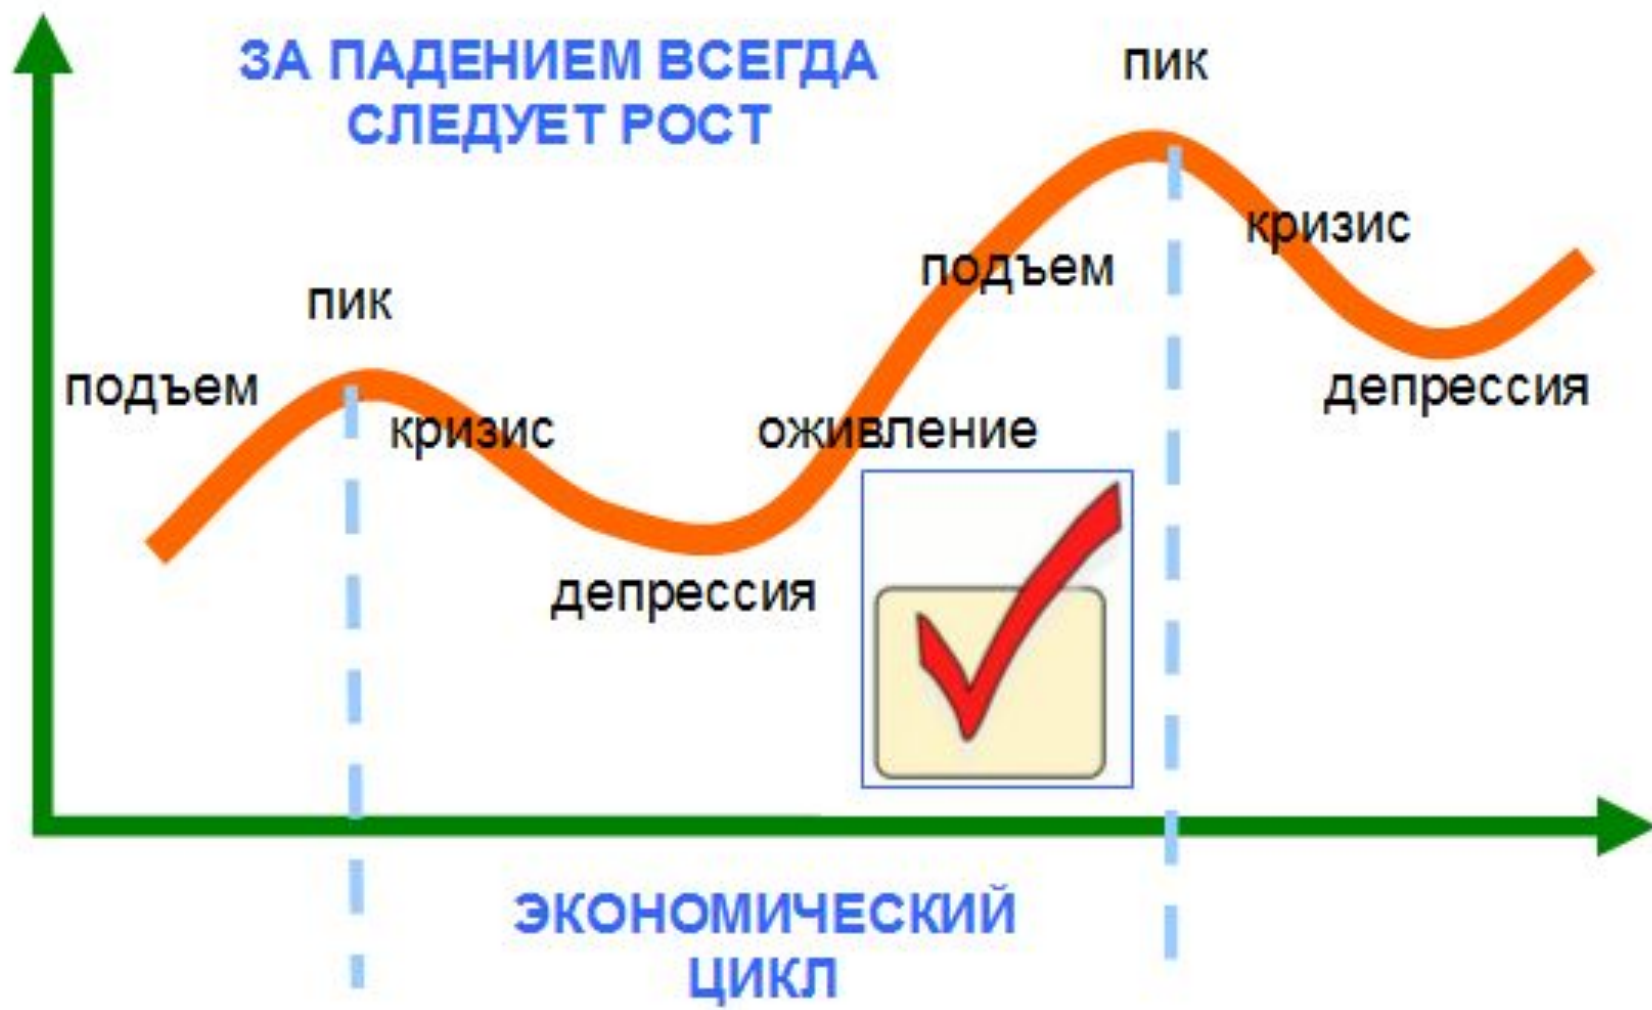 ЗА ПАДЕНИЕМ ВСЕГДА
СЛЕДУЕТ РОСТ
пик
кризис
подъем
пик
подъем
кризис
оживление
депрессия
депрессия
ЭКОНОМИЧЕСКИЙ
ЦИКЛ